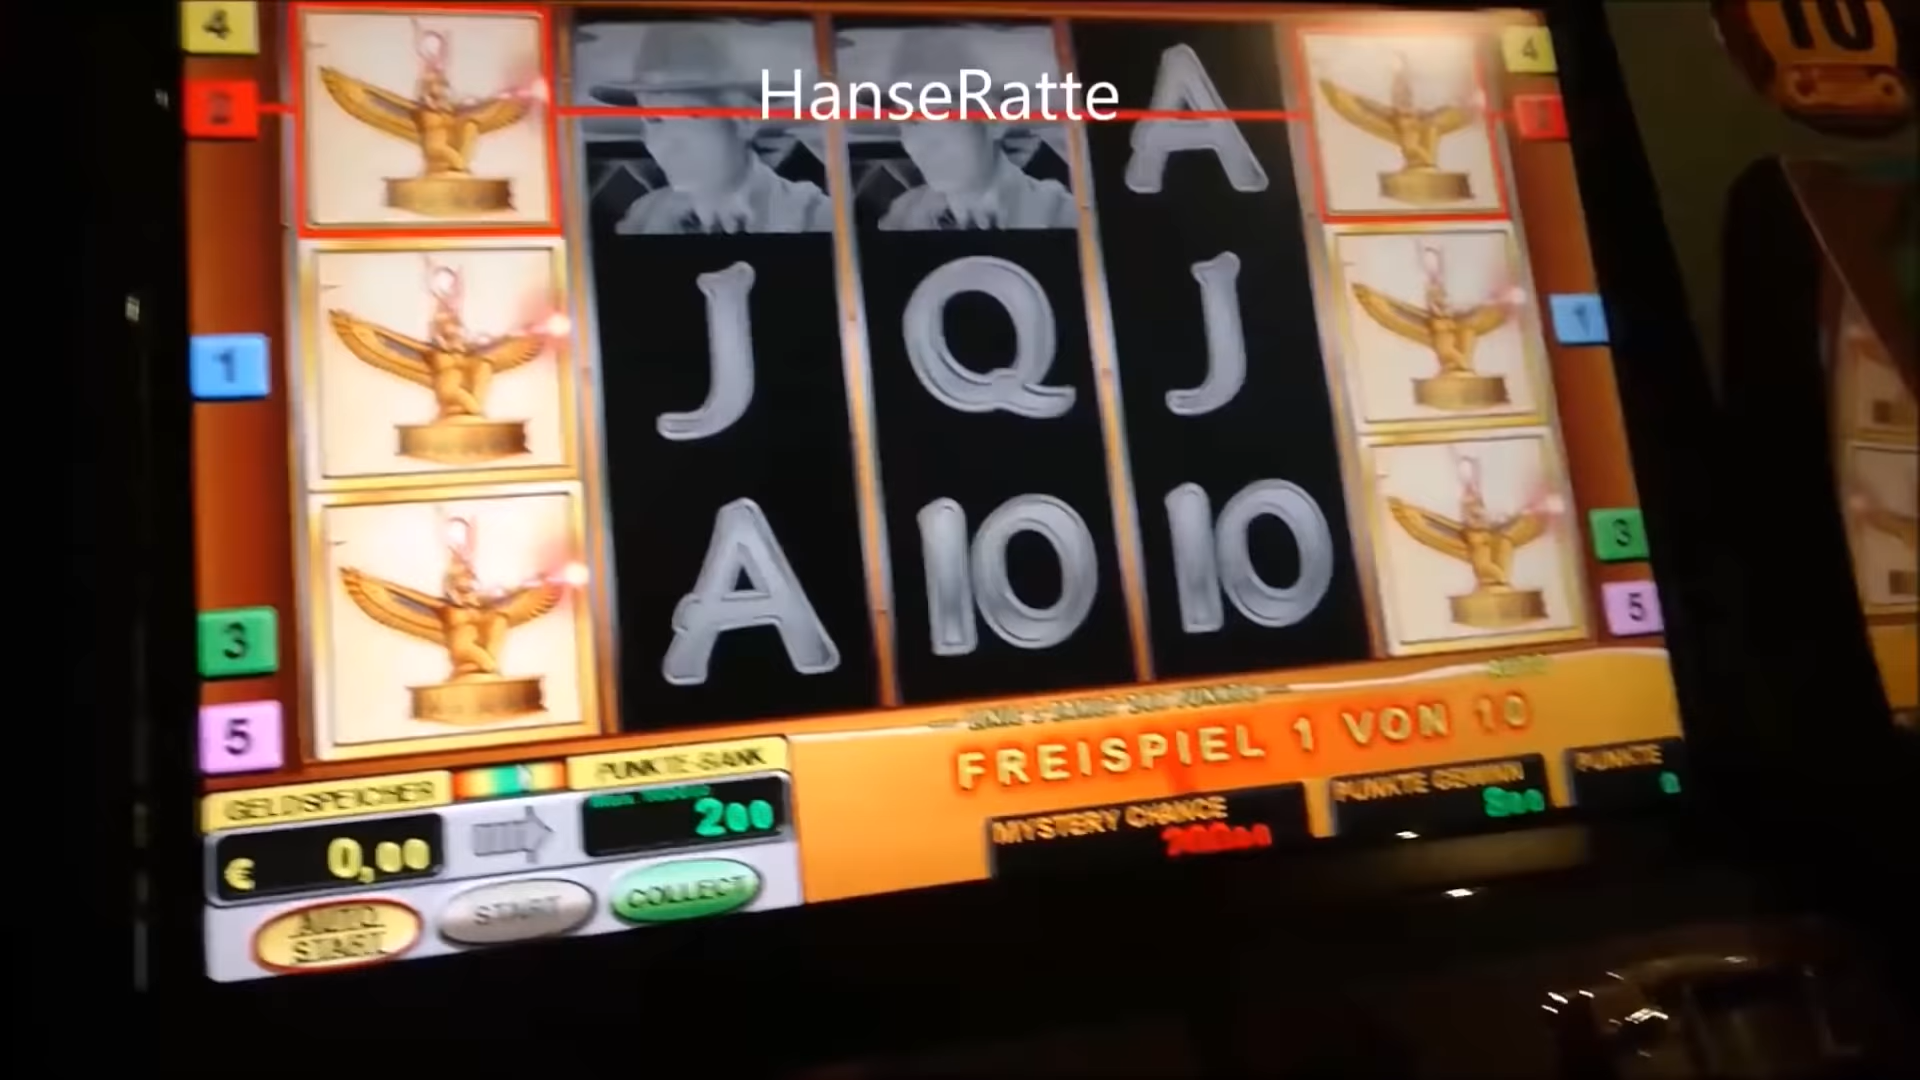 HanseRatte
4
4
2
A
J
Q
J
1
1
A
10
10
3
3
5
5
FREISPIEL 1 VON 10
GELDSPEICHER
PUNKTE-BANK
MYSTERY CHANCE
PUNKTE GEWINN
PUNKTE
€ 0,00
200
AUTO
START
START
COLLECT
10